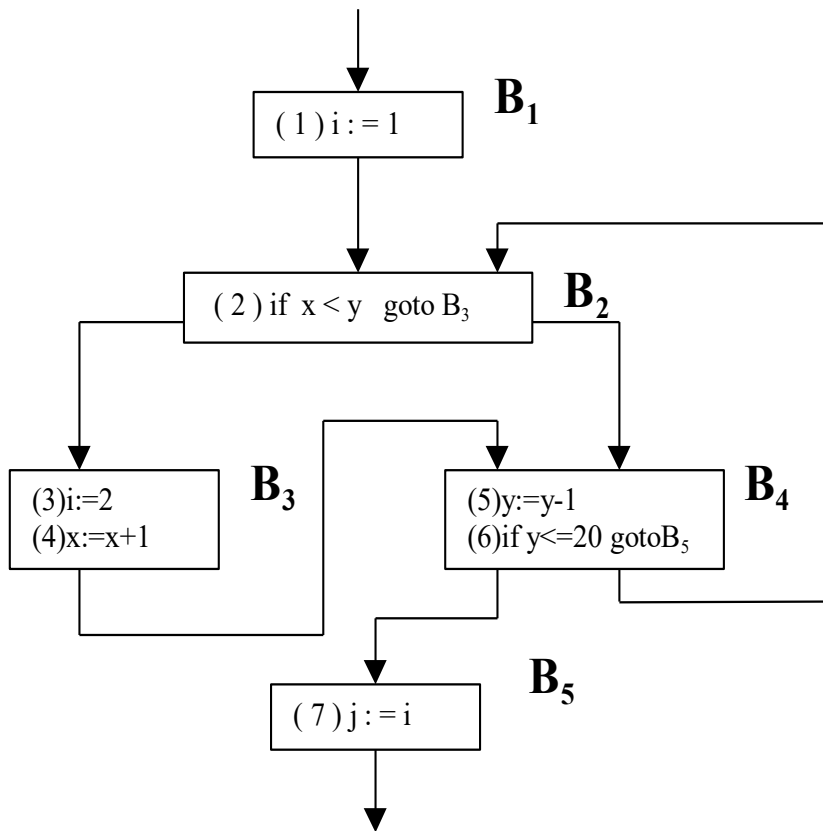 B₁
( 1 ) i : = 1
( 2 ) if x < y goto B₃
B₂
(3)i:=2
(4)x:=x+1
B₃
(5)y:=y-1
(6)if y<=20 gotoB₅
B₄
B₅
( 7 ) j : = i